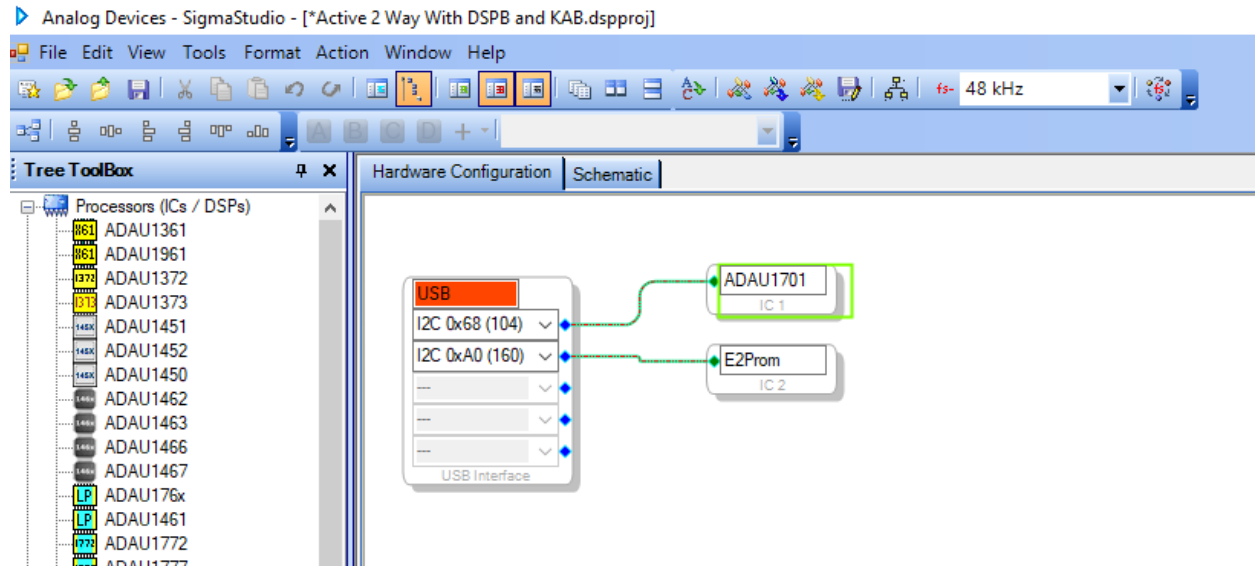 Analog Devices - SigmaStudio - [*Active 2 Way With DSPB and KAB.dspproj]
File Edit View Tools Format Action Window Help
fs- 48 kHz
A B C D
Tree ToolBox
Hardware Configuration Schematic
Processors (ICs / DSPs)
ADAU1361
ADAU1961
ADAU1372
ADAU1373
ADAU1451
ADAU1452
ADAU1450
ADAU1462
ADAU1463
ADAU1466
ADAU1467
LP ADAU176x
LP ADAU1461
ADAU1772
ADAU1777
USB
I2C 0x68 (104)
I2C 0xA0 (160)
---
---
---
USB Interface
ADAU1701
IC 1
E2Prom
IC 2